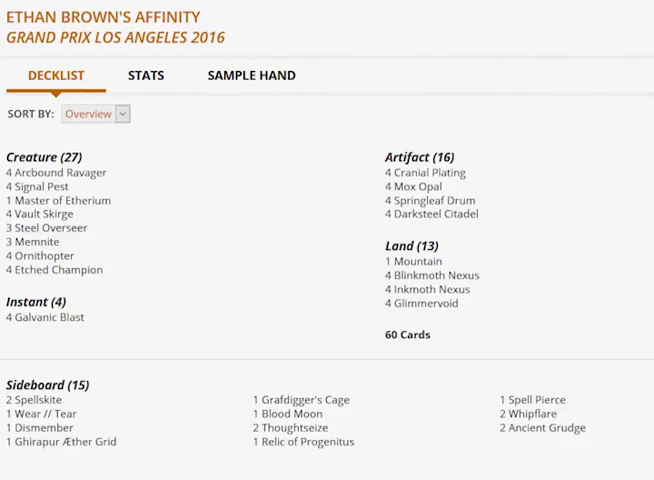 ETHAN BROWN'S AFFINITY
GRAND PRIX LOS ANGELES 2016
DECKLIST
STATS
SAMPLE HAND
SORT BY: Overview
Creature (27)
4 Arcbound Ravager
4 Signal Pest
1 Master of Etherium
4 Vault Skirge
3 Steel Overseer
3 Memnite
4 Ornithopter
4 Etched Champion
Instant (4)
4 Galvanic Blast
Artifact (16)
4 Cranial Plating
4 Mox Opal
4 Springleaf Drum
4 Darksteel Citadel
Land (13)
1 Mountain
4 Blinkmoth Nexus
4 Inkmoth Nexus
4 Glimmervoid
60 Cards
Sideboard (15)
2 Spellskite
1 Wear // Tear
1 Dismember
1 Ghirapur Æther Grid
1 Grafdigger's Cage
1 Blood Moon
2 Thoughtseize
1 Relic of Progenitus
1 Spell Pierce
2 Whipflare
2 Ancient Grudge